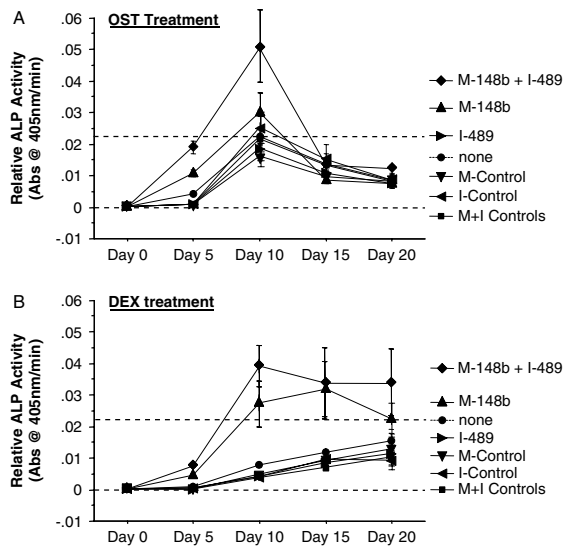 A
OST Treatment
Relative ALP Activity
(Abs @ 405nm/min)
.06
.05
.04
.03
.02
.01
0
-.01
Day 0 Day 5 Day 10 Day 15 Day 20
M-148b + I-489
M-148b
I-489
none
M-Control
I-Control
M+I Controls
B
DEX treatment
Relative ALP Activity
(Abs @ 405nm/min)
.06
.05
.04
.03
.02
.01
0
-.01
Day 0 Day 5 Day 10 Day 15 Day 20
M-148b + I-489
M-148b
none
I-489
M-Control
I-Control
M+I Controls